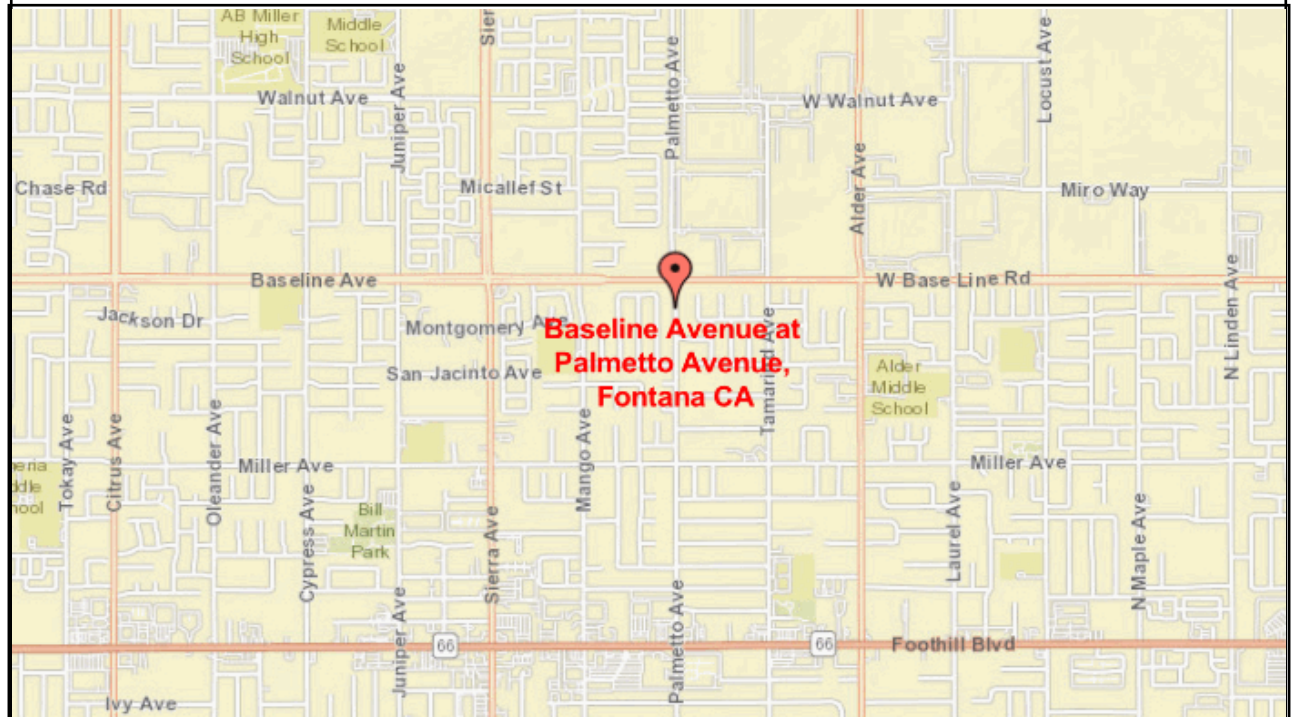 AB Miller
High
School
Middle
School
Sier
Palmetto Ave
Locust Ave
Walnut Ave
W Walnut Ave
Juniper Ave
Chase Rd
Micallef St
Alder Ave
Miro Way
Baseline Ave
W Base Line Rd
N Linden Ave
Jackson Dr
Montgomery Ave
Baseline Avenue at
Palmetto Avenue,
Fontana CA
San Jacinto Ave
Tamarind Ave
Alder
Middle
School
Tokay Ave
Citrus Ave
Oleander Ave
Mango Ave
eria
ddle
hool
Miller Ave
Miller Ave
Cypress Ave
Bill
Martin
Park
Sierra Ave
Laurel Ave
N Maple Ave
Juniper Ave
Palmetto Ave
66
66
Foothill Blvd
Ivy Ave